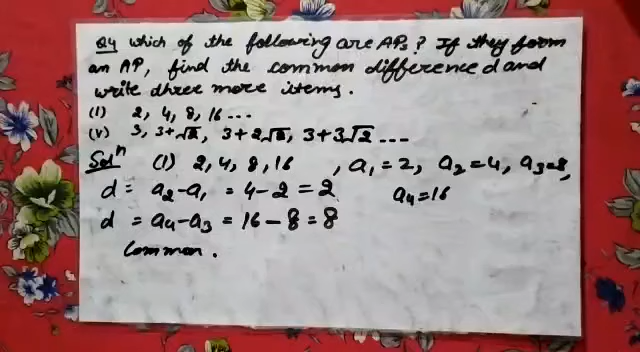 Q4 which of the following are APs? If they form
an AP, find the common difference d and
write dhree more items.
(i) 2, 4, 8, 16 ...
(v) 3, 3+√2, 3+2√2, 3+3√2 ...
Solⁿ (i) 2, 4, 8, 16 , a₁=2, a₂=4, a₃=8,
d = a₂-a₁ = 4-2 = 2 a₄=16
d = a₄-a₃ = 16-8 = 8
Common.